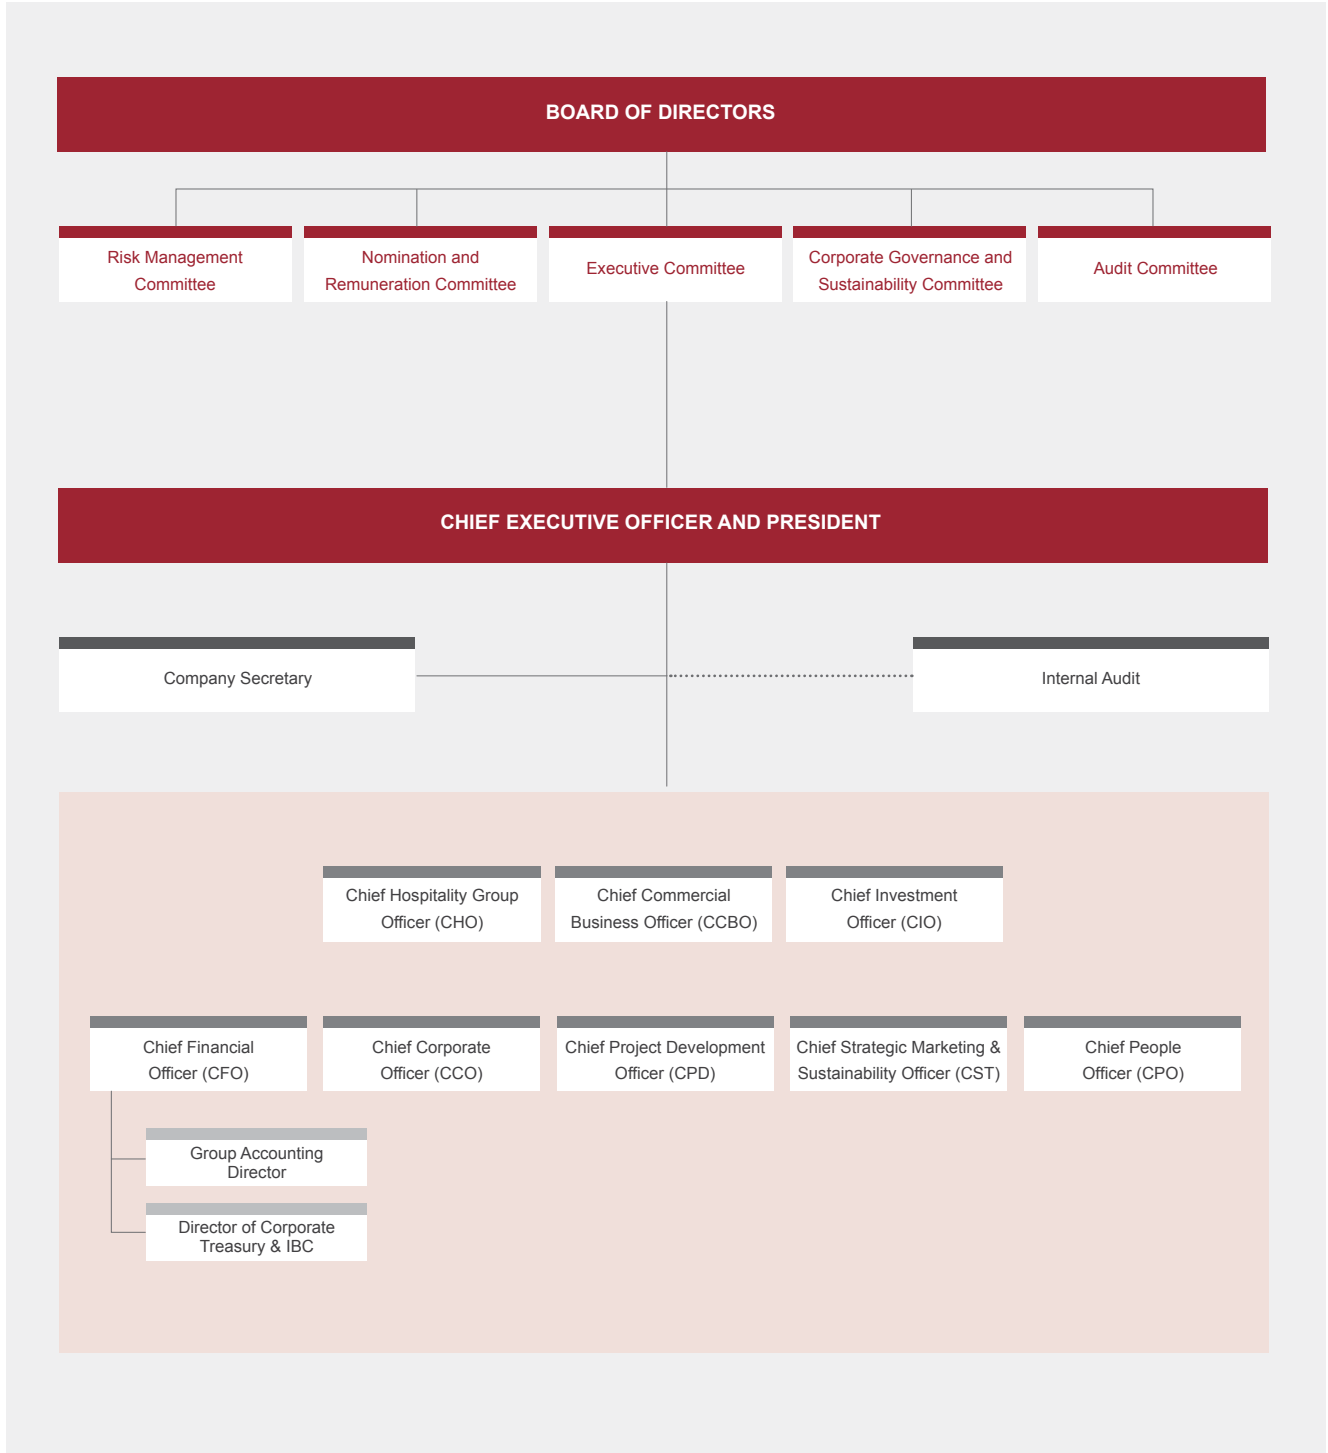 BOARD OF DIRECTORS
Risk Management
Committee
Nomination and
Remuneration Committee
Executive Committee
Corporate Governance and
Sustainability Committee
Audit Committee
CHIEF EXECUTIVE OFFICER AND PRESIDENT
Company Secretary
Internal Audit
Chief Hospitality Group
Officer (CHO)
Chief Commercial
Business Officer (CCBO)
Chief Investment
Officer (CIO)
Chief Financial
Officer (CFO)
Chief Corporate
Officer (CCO)
Chief Project Development
Officer (CPD)
Chief Strategic Marketing &
Sustainability Officer (CST)
Chief People
Officer (CPO)
Group Accounting
Director
Director of Corporate
Treasury & IBC